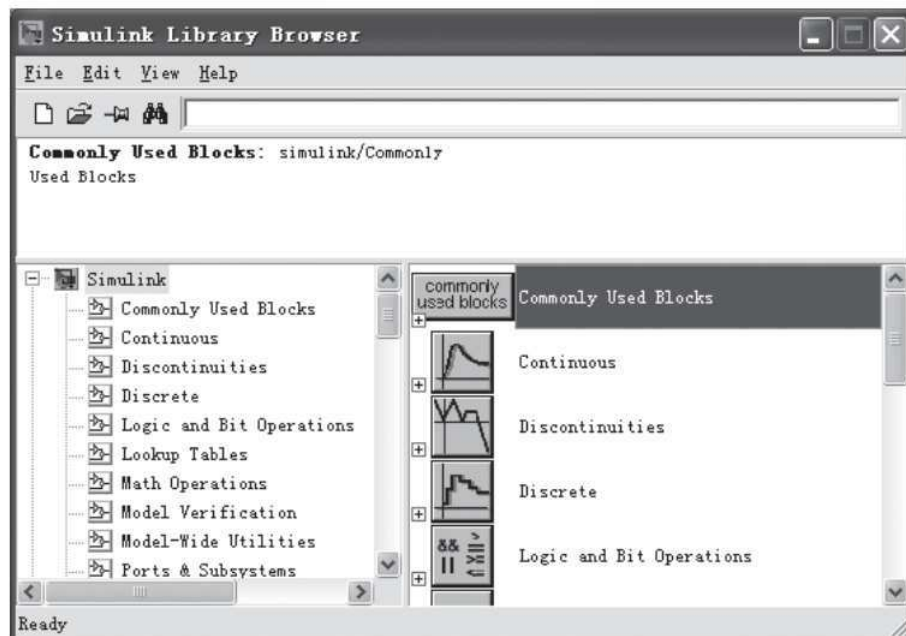 Simulink Library Browser
File Edit View Help
Commonly Used Blocks: simulink/Commonly
Used Blocks
Simulink
Commonly Used Blocks
Continuous
Discontinuities
Discrete
Logic and Bit Operations
Lookup Tables
Math Operations
Model Verification
Model-Wide Utilities
Ports & Subsystems
commonly
used blocks
Commonly Used Blocks
Continuous
Discontinuities
Discrete
&& >
|| >=
<=
Logic and Bit Operations
Ready